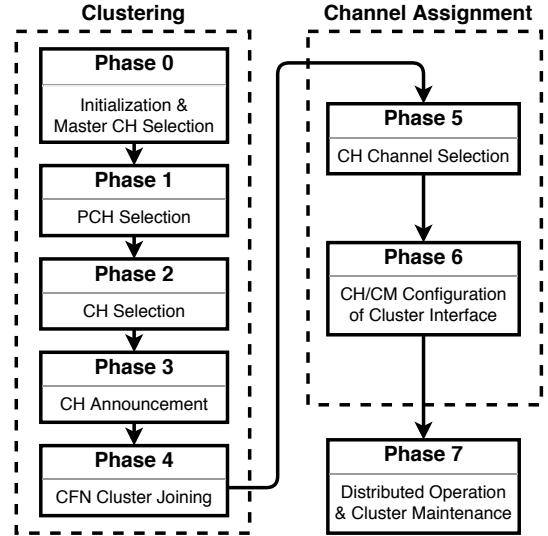 Clustering
Phase 0
Initialization &
Master CH Selection
Phase 1
PCH Selection
Phase 2
CH Selection
Phase 3
CH Announcement
Phase 4
CFN Cluster Joining
Channel Assignment
Phase 5
CH Channel Selection
Phase 6
CH/CM Configuration
of Cluster Interface
Phase 7
Distributed Operation
& Cluster Maintenance